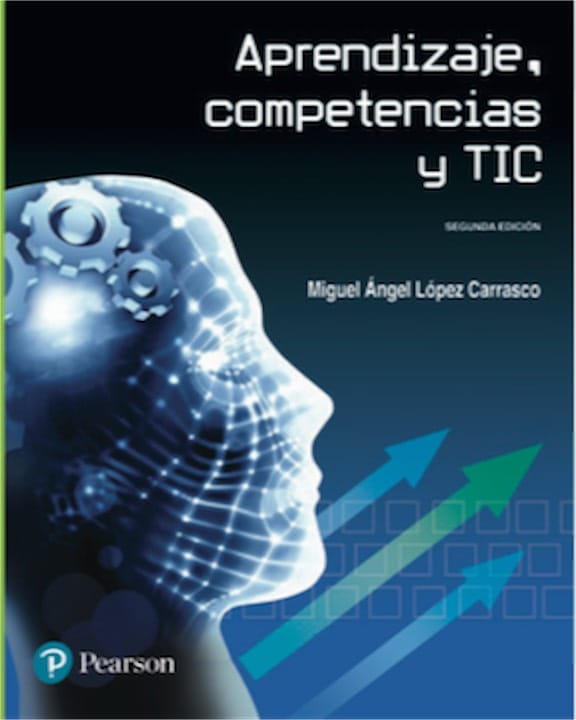 Aprendizaje,
competencias
y TIC
SEGUNDA EDICIÓN
Miguel Ángel López Carrasco
Pearson